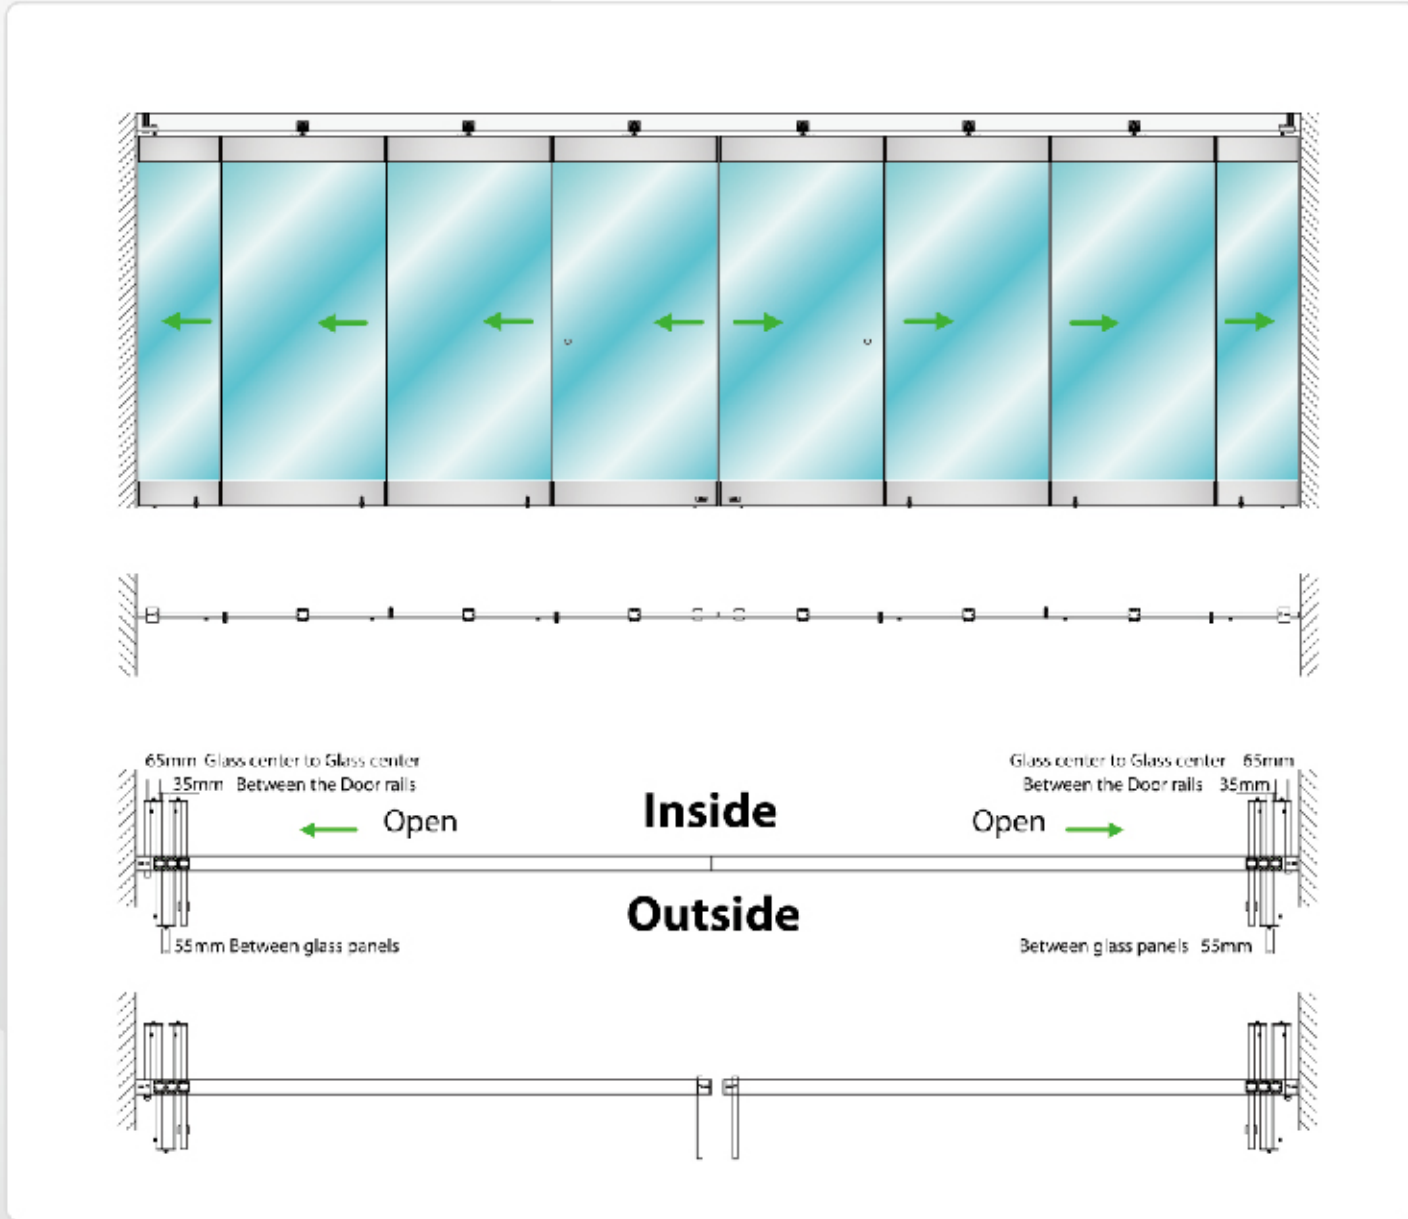 65mm Glass center to Glass center
Glass center to Glass center 65mm
35mm Between the Door rails
Between the Door rails 35mm
Inside
Open
Open
Outside
55mm Between glass panels
Between glass panels 55mm